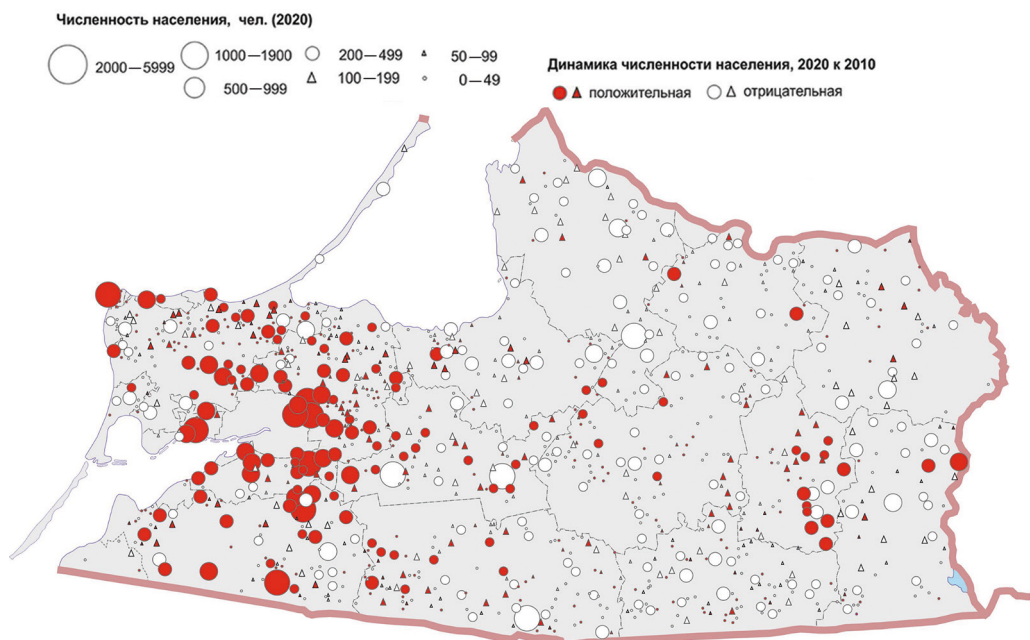 Численность населения, чел. (2020)
2000—5999
1000—1900
500—999
200—499
100—199
50—99
0—49
Динамика численности населения, 2020 к 2010
положительная
отрицательная